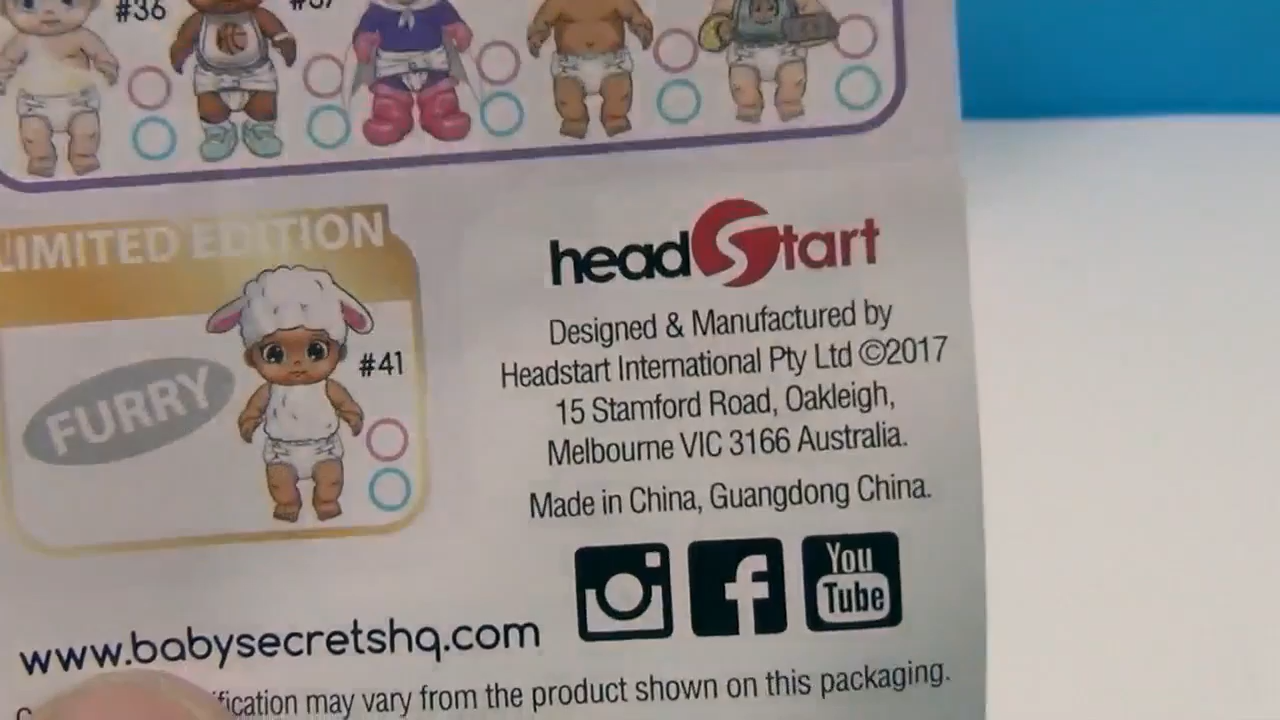 #36
#37
LIMITED EDITION
FURRY
#41
headStart
Designed & Manufactured by
Headstart International Pty Ltd ©2017
15 Stamford Road, Oakleigh,
Melbourne VIC 3166 Australia.
Made in China, Guangdong China.
You
Tube
www.babysecretshq.com
may vary from the product shown on this packaging.